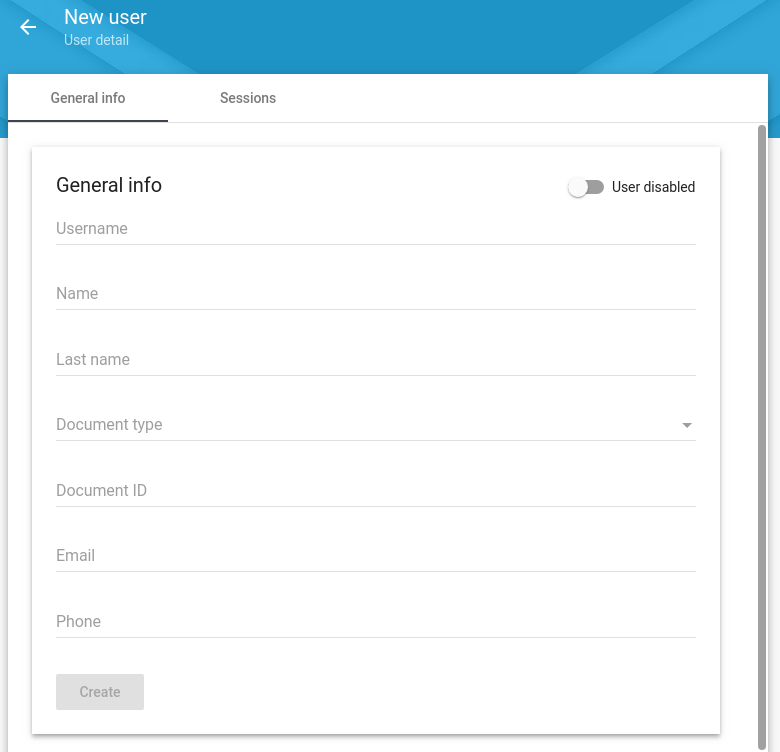 New user
User detail
General info
Sessions
General info
User disabled
Username
Name
Last name
Document type
Document ID
Email
Phone
Create